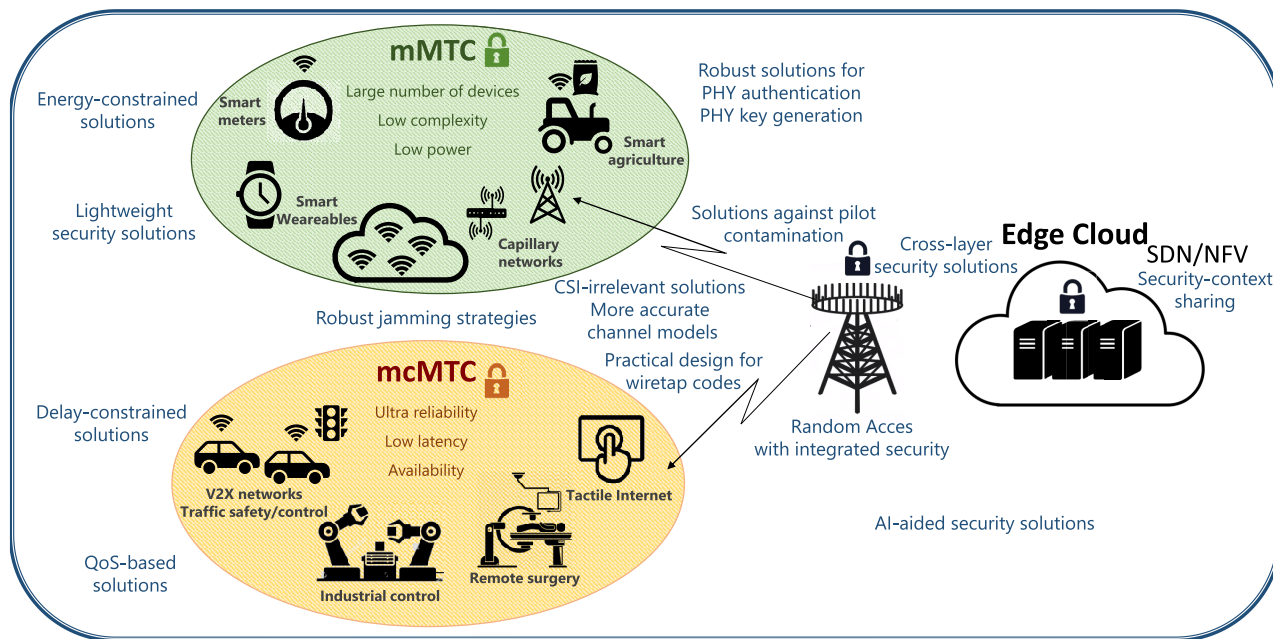 mMTC
Large number of devices
Low complexity
Low power
Smart
meters
Smart
agriculture
Smart
Weareables
Capillary
networks
Energy-constrained
solutions
Lightweight
security solutions
Robust solutions for
PHY authentication
PHY key generation
Solutions against pilot
contamination
Cross-layer
security solutions
Edge Cloud
SDN/NFV
Security-context
sharing
CSI-irrelevant solutions
More accurate
channel models
Practical design for
wiretap codes
Robust jamming strategies
mcMTC
Ultra reliability
Low latency
Availability
Delay-constrained
solutions
V2X networks
Traffic safety/control
Tactile Internet
Industrial control
Remote surgery
QoS-based
solutions
Random Acces
with integrated security
AI-aided security solutions